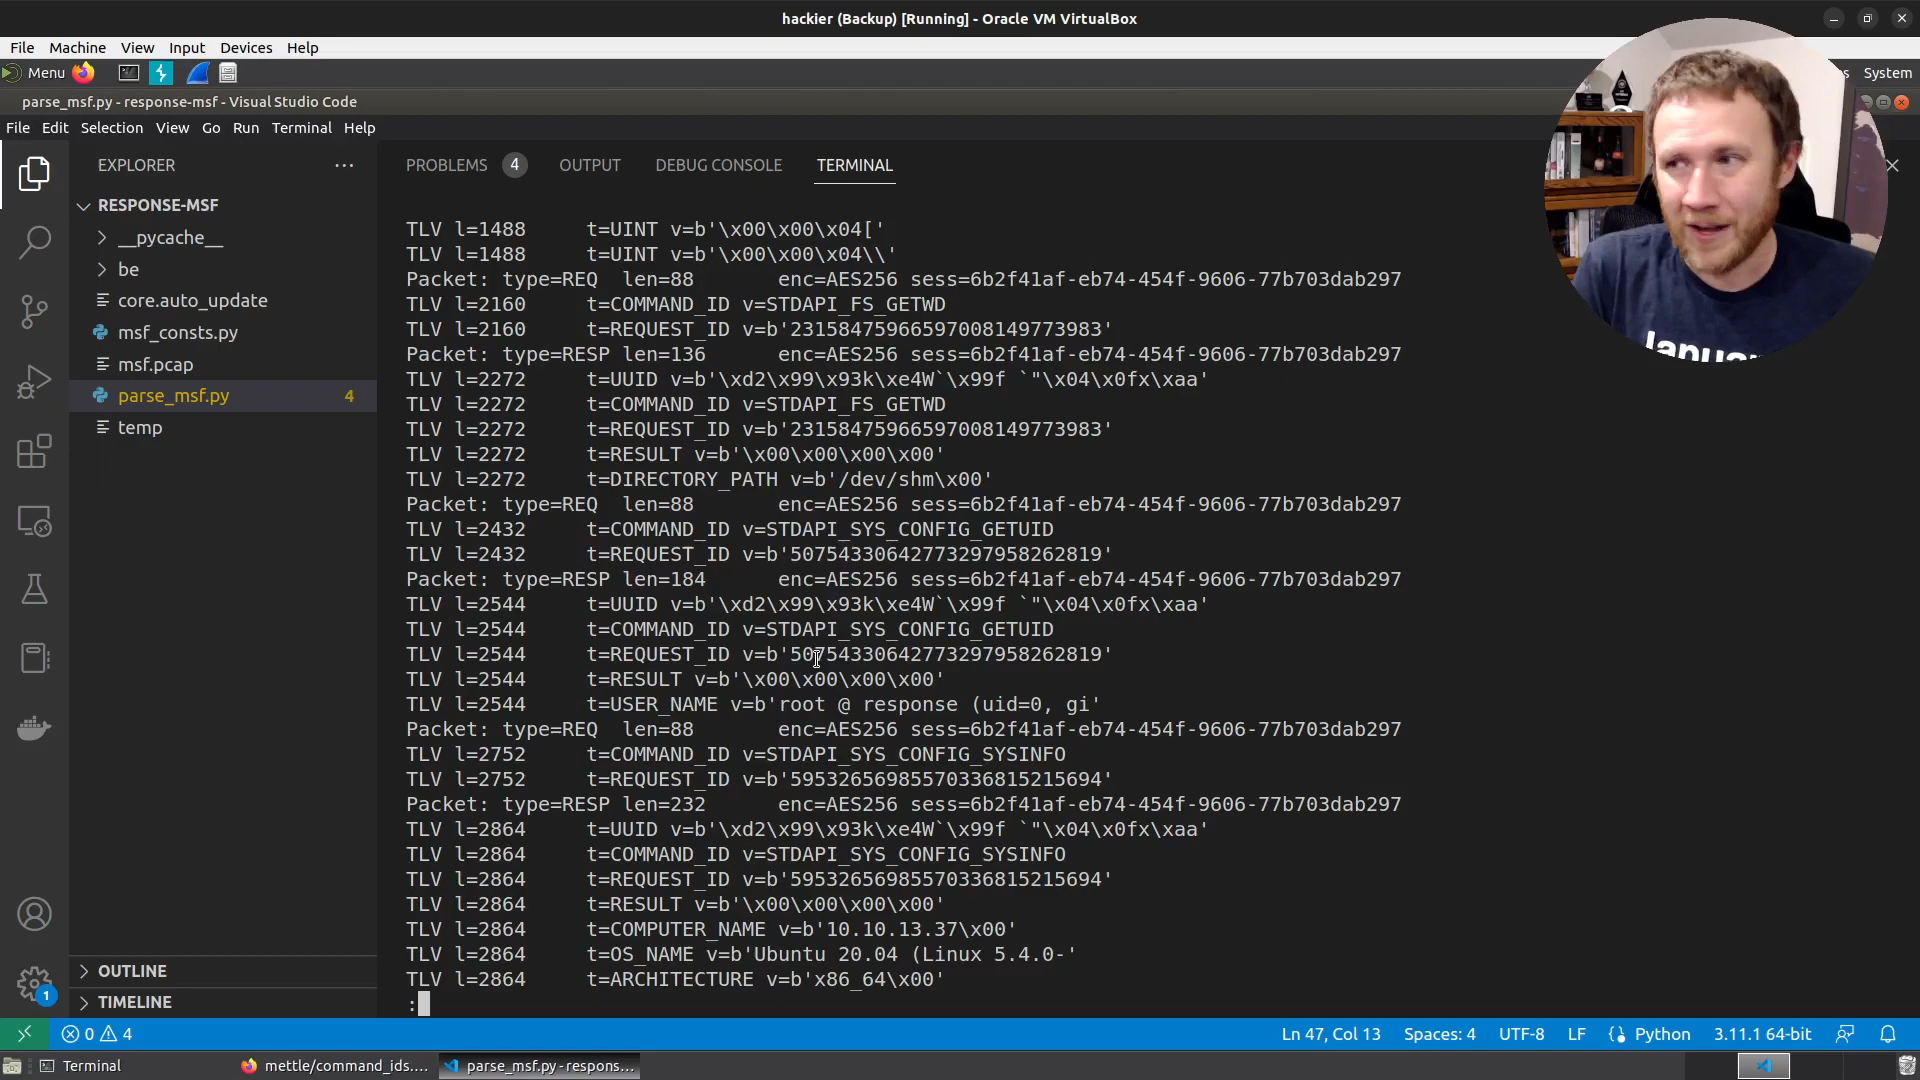 hackier (Backup) [Running] - Oracle VM VirtualBox
File Edit Machine View Input Devices Help
Menu
System
parse_msf.py - response-msf - Visual Studio Code
File Edit Selection View Go Run Terminal Help
EXPLORER
RESPONSE-MSF
__pycache__
be
core.auto_update
msf_consts.py
msf.pcap
parse_msf.py 4
temp
OUTLINE
TIMELINE
PROBLEMS 4 OUTPUT DEBUG CONSOLE TERMINAL
TLV l=1488 t=UINT v=b'\x00\x00\x04['
TLV l=1488 t=UINT v=b'\x00\x00\x04\\'
Packet: type=REQ len=88 enc=AES256 sess=6b2f41af-eb74-454f-9606-77b703dab297
TLV l=2160 t=COMMAND_ID v=STDAPI_FS_GETWD
TLV l=2160 t=REQUEST_ID v=b'23158475966597008149773983'
Packet: type=RESP len=136 enc=AES256 sess=6b2f41af-eb74-454f-9606-77b703dab297
TLV l=2272 t=UUID v=b'\xd2\x99\x93k\xe4W`\x99f `"\x04\x0fx\xaa'
TLV l=2272 t=COMMAND_ID v=STDAPI_FS_GETWD
TLV l=2272 t=REQUEST_ID v=b'23158475966597008149773983'
TLV l=2272 t=RESULT v=b'\x00\x00\x00\x00'
TLV l=2272 t=DIRECTORY_PATH v=b'/dev/shm\x00'
Packet: type=REQ len=88 enc=AES256 sess=6b2f41af-eb74-454f-9606-77b703dab297
TLV l=2432 t=COMMAND_ID v=STDAPI_SYS_CONFIG_GETUID
TLV l=2432 t=REQUEST_ID v=b'50754330642773297958262819'
Packet: type=RESP len=184 enc=AES256 sess=6b2f41af-eb74-454f-9606-77b703dab297
TLV l=2544 t=UUID v=b'\xd2\x99\x93k\xe4W`\x99f `"\x04\x0fx\xaa'
TLV l=2544 t=COMMAND_ID v=STDAPI_SYS_CONFIG_GETUID
TLV l=2544 t=REQUEST_ID v=b'50754330642773297958262819'
TLV l=2544 t=RESULT v=b'\x00\x00\x00\x00'
TLV l=2544 t=USER_NAME v=b'root @ response (uid=0, gi'
Packet: type=REQ len=88 enc=AES256 sess=6b2f41af-eb74-454f-9606-77b703dab297
TLV l=2752 t=COMMAND_ID v=STDAPI_SYS_CONFIG_SYSINFO
TLV l=2752 t=REQUEST_ID v=b'59532656985570336815215694'
Packet: type=RESP len=232 enc=AES256 sess=6b2f41af-eb74-454f-9606-77b703dab297
TLV l=2864 t=UUID v=b'\xd2\x99\x93k\xe4W`\x99f `"\x04\x0fx\xaa'
TLV l=2864 t=COMMAND_ID v=STDAPI_SYS_CONFIG_SYSINFO
TLV l=2864 t=REQUEST_ID v=b'59532656985570336815215694'
TLV l=2864 t=RESULT v=b'\x00\x00\x00\x00'
TLV l=2864 t=COMPUTER_NAME v=b'10.10.13.37\x00'
TLV l=2864 t=OS_NAME v=b'Ubuntu 20.04 (Linux 5.4.0-'
TLV l=2864 t=ARCHITECTURE v=b'x86_64\x00'
:
1
0 4 Ln 47, Col 13 Spaces: 4 UTF-8 LF Python 3.11.1 64-bit
Terminal mettle/command_ids.... parse_msf.py - respons...